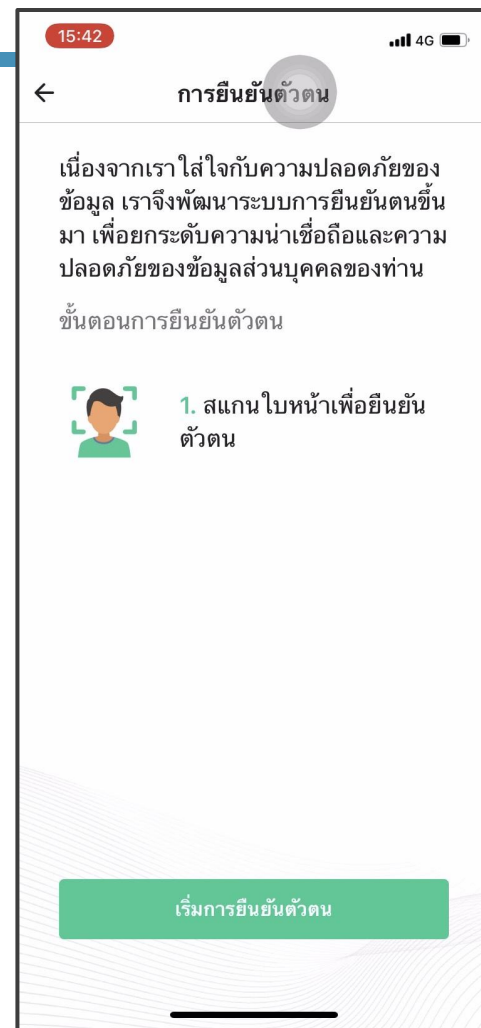 15:42
4G
การยืนยันตัวตน
เนื่องจากเราใส่ใจกับความปลอดภัยของ
ข้อมูล เราจึงพัฒนาระบบการยืนยันตนขึ้น
มา เพื่อยกระดับความน่าเชื่อถือและความ
ปลอดภัยของข้อมูลส่วนบุคคลของท่าน
ขั้นตอนการยืนยันตัวตน
1. สแกนใบหน้าเพื่อยืนยัน
ตัวตน
เริ่มการยืนยันตัวตน